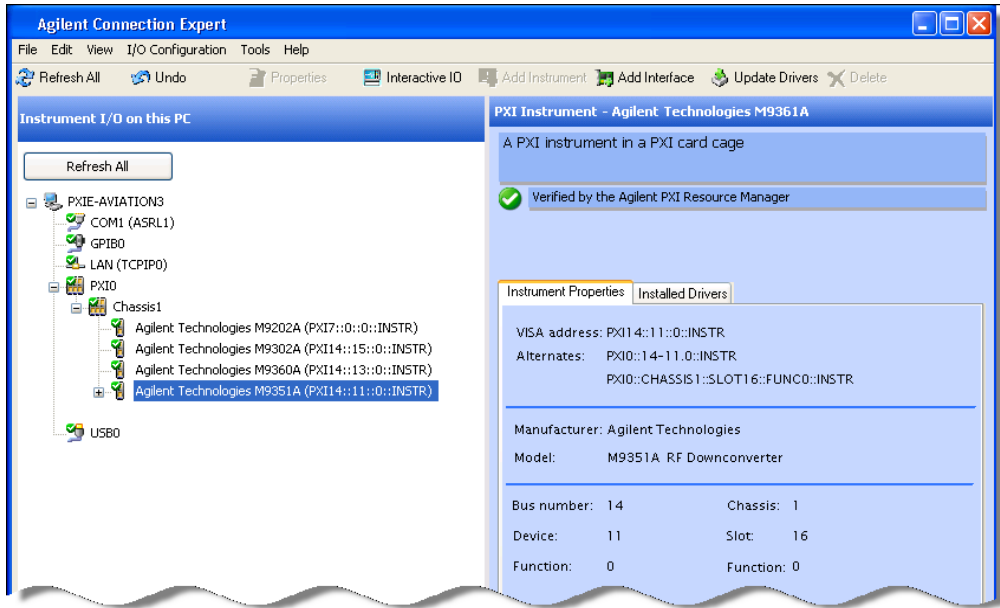 Agilent Connection Expert
File Edit View I/O Configuration Tools Help
Refresh All Undo Properties Interactive IO Add Instrument Add Interface Update Drivers Delete
Instrument I/O on this PC
Refresh All
PXIE-AVIATION3
COM1 (ASRL1)
GPIB0
LAN (TCPIP0)
PXI0
Chassis1
Agilent Technologies M9202A (PXI7::0::0::INSTR)
Agilent Technologies M9302A (PXI14::15::0::INSTR)
Agilent Technologies M9360A (PXI14::13::0::INSTR)
Agilent Technologies M9351A (PXI14::11::0::INSTR)
USB0
PXI Instrument - Agilent Technologies M9361A
A PXI instrument in a PXI card cage
Verified by the Agilent PXI Resource Manager
Instrument Properties Installed Drivers
VISA address: PXI14::11::0::INSTR
Alternates: PXI0::14-11.0::INSTR
PXI0::CHASSIS1::SLOT16::FUNC0::INSTR
Manufacturer: Agilent Technologies
Model: M9351A RF Downconverter
Bus number: 14 Chassis: 1
Device: 11 Slot: 16
Function: 0 Function: 0